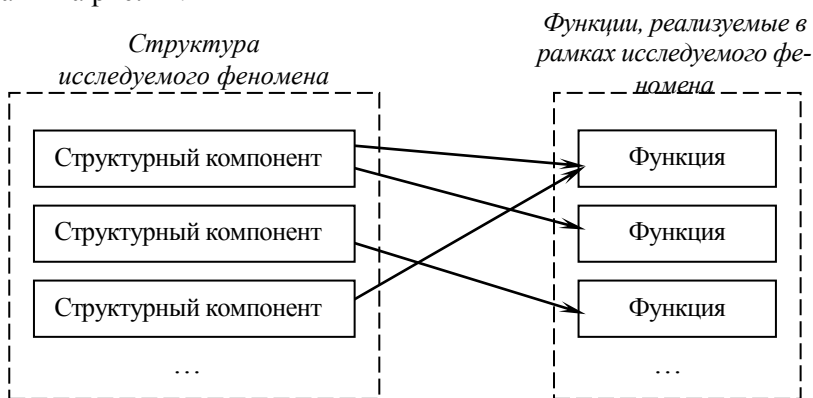 Структура
исследуемого феномена
Функции, реализуемые в
рамках исследуемого фе-
номена
Структурный компонент
Функция
Структурный компонент
Функция
Структурный компонент
Функция
…
…